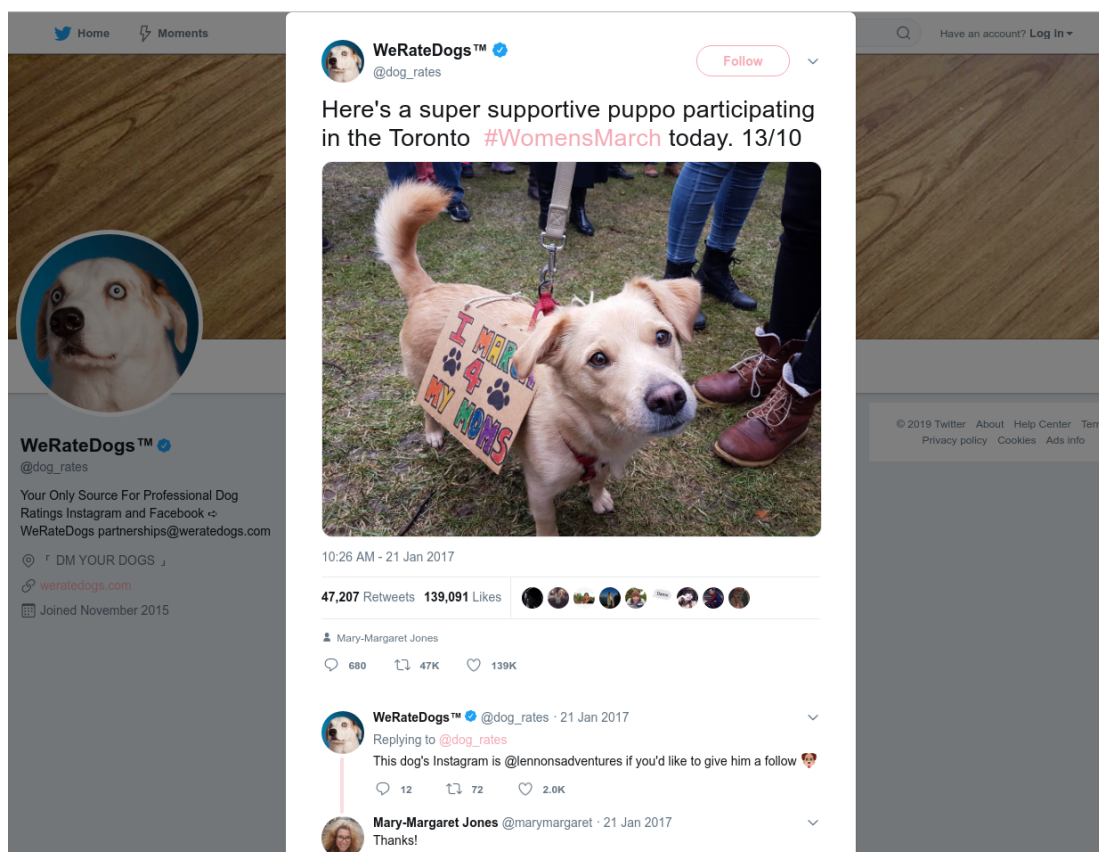 Home
Moments
Have an account? Log in
WeRateDogs™
@dog_rates
Follow
Here's a super supportive puppo participating
in the Toronto #WomensMarch today. 13/10
I MARCH
4
MY MOMS
10:26 AM - 21 Jan 2017
47,207 Retweets 139,091 Likes
Mary-Margaret Jones
680 47K 139K
WeRateDogs™ @dog_rates · 21 Jan 2017
Replying to @dog_rates
This dog's Instagram is @lennonsadventures if you'd like to give him a follow
12 72 2.0K
Mary-Margaret Jones @marymargaret · 21 Jan 2017
Thanks!
WeRateDogs™
@dog_rates
Your Only Source For Professional Dog
Ratings Instagram and Facebook ➪
WeRateDogs partnerships@weratedogs.com
「 DM YOUR DOGS 」
weratedogs.com
Joined November 2015
© 2019 Twitter About Help Center
Privacy policy Cookies Ads info